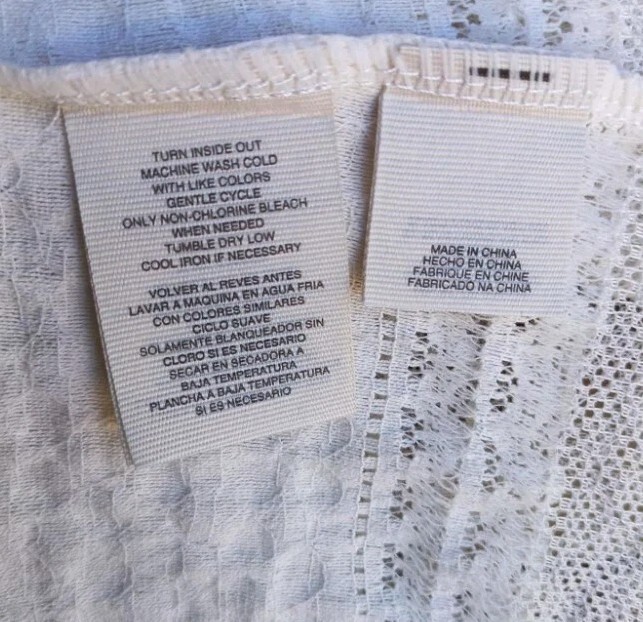 TURN INSIDE OUT
MACHINE WASH COLD
WITH LIKE COLORS
GENTLE CYCLE
ONLY NON-CHLORINE BLEACH
WHEN NEEDED
TUMBLE DRY LOW
COOL IRON IF NECESSARY
VOLVER AL REVES ANTES
LAVAR A MAQUINA EN AGUA FRIA
CON COLORES SIMILARES
CICLO SUAVE
SOLAMENTE BLANQUEADOR SIN
CLORO SI ES NECESARIO
SECAR EN SECADORA A
BAJA TEMPERATURA
PLANCHA A BAJA TEMPERATURA
SI ES NECESARIO
MADE IN CHINA
HECHO EN CHINA
FABRIQUE EN CHINE
FABRICADO NA CHINA